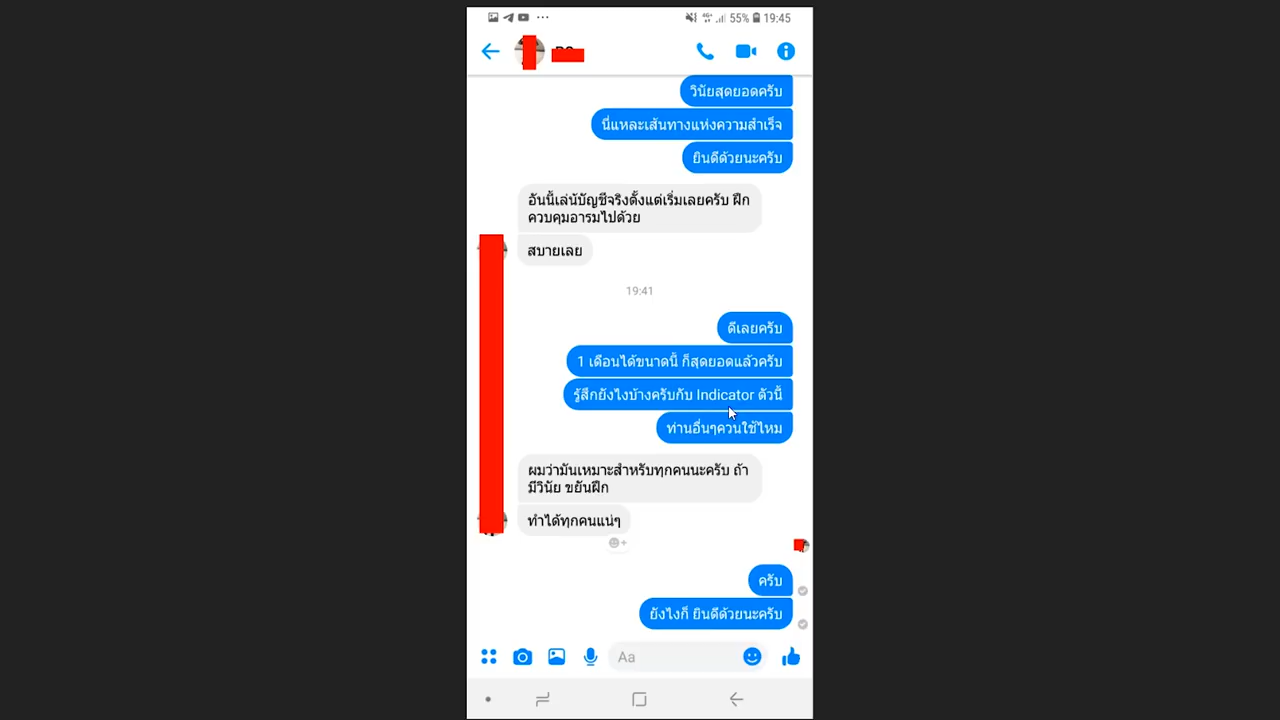 55% 19:45
วินัยสุดยอดครับ
นี่แหละเส้นทางแห่งความสำเร็จ
ยินดีด้วยนะครับ
อันนี้เล่นับัญชีจริงตั้งแต่เริ่มเลยครับ ฝึก
ควบคุมอารมไปด้วย
สบายเลย
19:41
ดีเลยครับ
1 เดือนได้ขนาดนี้ ก็สุดยอดแล้วครับ
รู้สึกยังไงบ้างครับกับ Indicator ตัวนี้
ท่านอื่นๆควนใช้ไหม
ผมว่ามันเหมาะสำหรับทุกคนนะครับ ถ้า
มีวินัย ขยันฝึก
ทำได้ทุกคนแน่ๆ
ครับ
ยังไงก็ ยินดีด้วยนะครับ
Aa